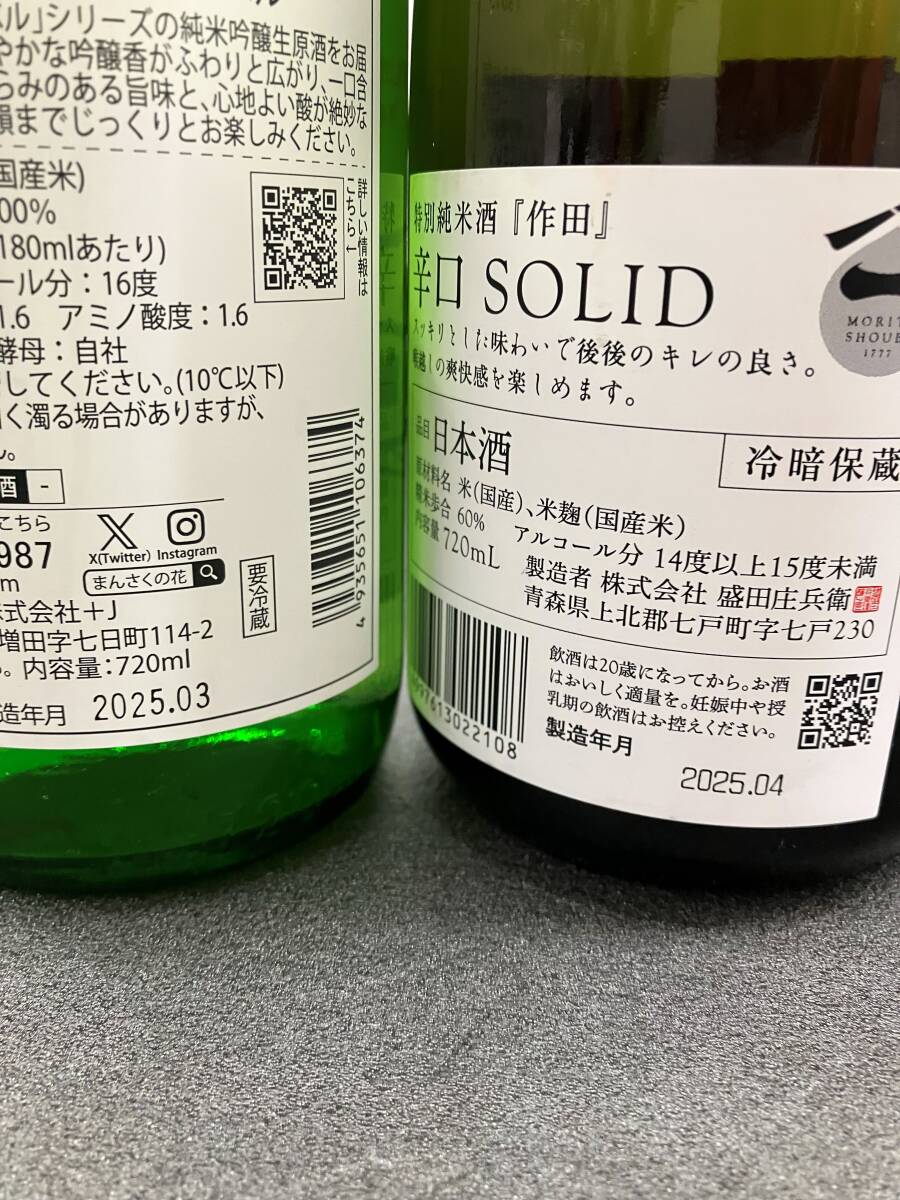 ベル」シリーズの純米吟醸生原酒をお届
やかな吟醸香がふわりと広がり、一口含
らみのある旨味と、心地よい酸が絶妙な
韻までじっくりとお楽しみください。
国産米)
00%
180mlあたり)
ール分：16度
1.6 アミノ酸度：1.6
酵母：自社
してください。(10℃以下)
く濁る場合がありますが、
ん。
酒 -
こちら
987
X(Twitter) Instagram
まんさくの花
株式会社+J
増田字七日町114-2
内容量：720ml
造年月 2025.03
詳しい情報は
こちら←
要冷蔵
4935651106374
特別純米酒『作田』
辛口 SOLID
スッキリとした味わいで後後のキレの良さ。
喉越しの爽快感を楽しめます。
MORIT
SHOUB
1777
品目 日本酒
冷暗保蔵
原材料名 米(国産)、米麹(国産米)
精米歩合 60%
アルコール分 14度以上15度未満
内容量 720mL
製造者 株式会社 盛田庄兵衛
青森県上北郡七戸町字七戸230
飲酒は20歳になってから。お酒
はおいしく適量を。妊娠中や授
乳期の飲酒はお控えください。
製造年月
2025.04
97613022108